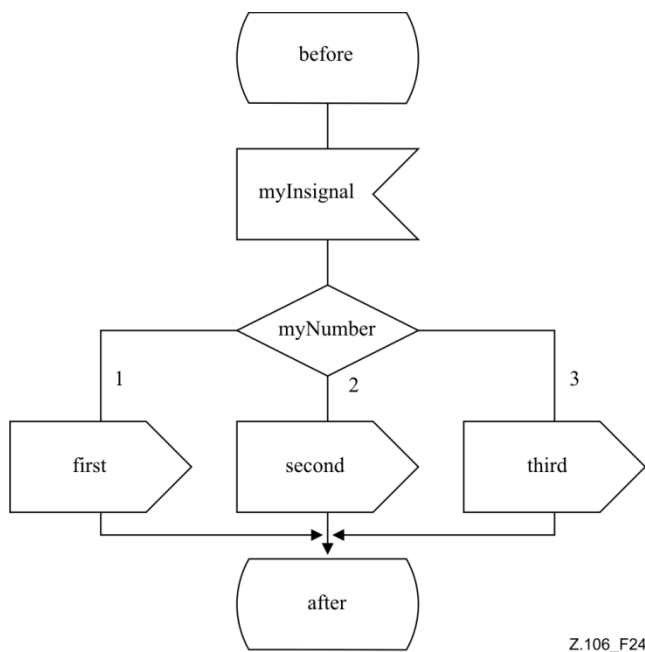 before
myInsignal
myNumber
1
2
3
first
second
third
after
Z.106_F24